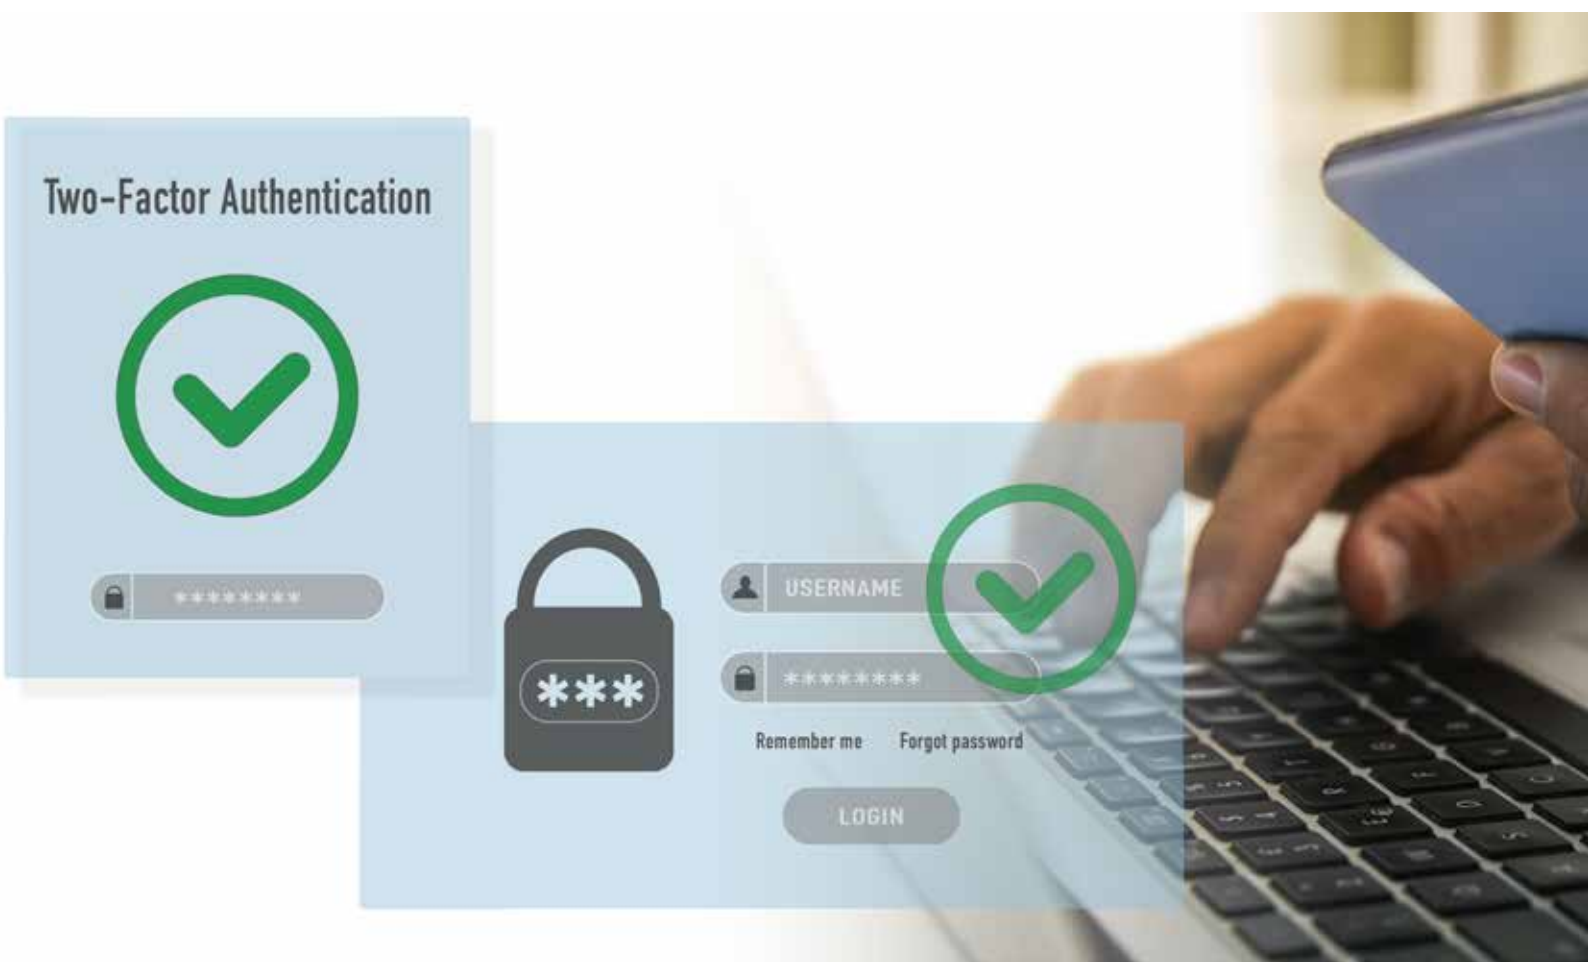 Two-Factor Authentication
********
***
USERNAME
********
Remember me
Forgot password
LOGIN